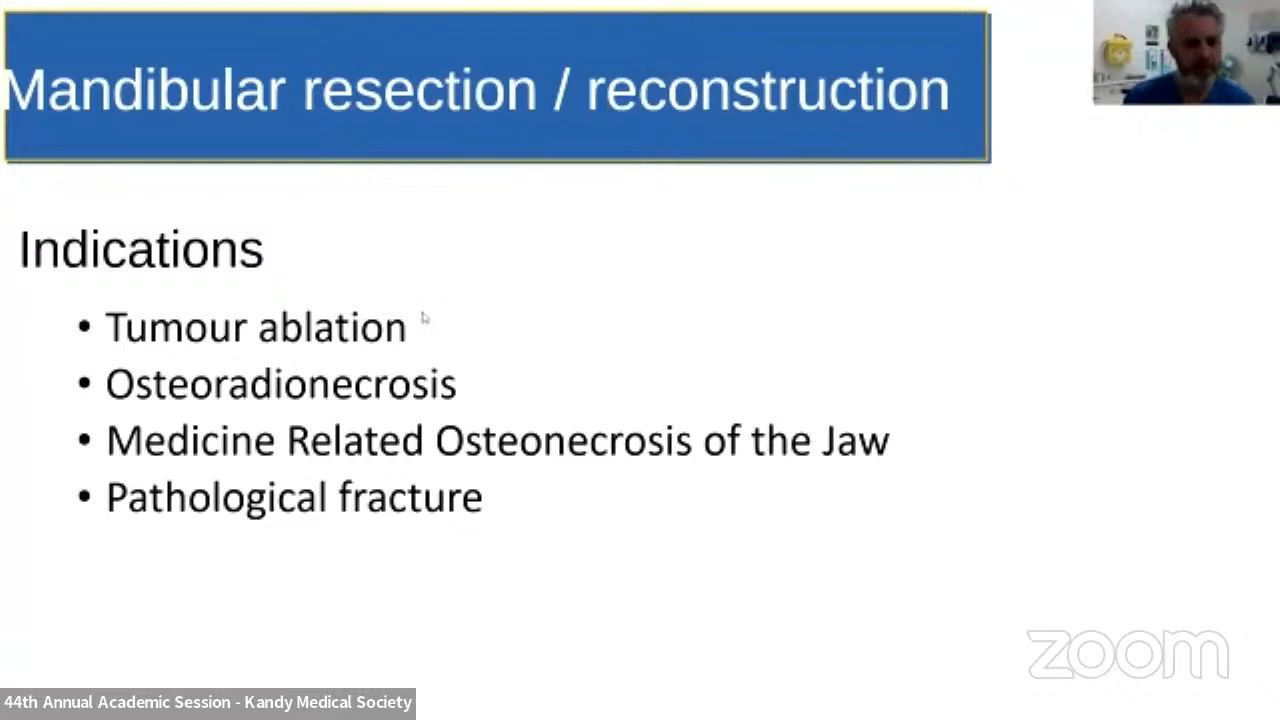 Mandibular resection / reconstruction
Indications
• Tumour ablation
• Osteoradionecrosis
• Medicine Related Osteonecrosis of the Jaw
• Pathological fracture
zoom
44th Annual Academic Session - Kandy Medical Society